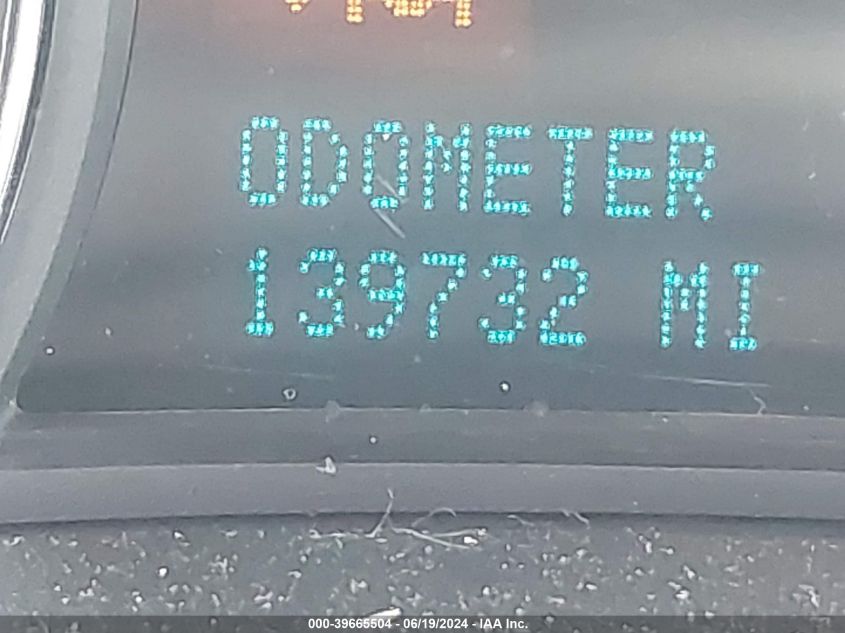 ODOMETER
139732 MI
000-39665504 - 06/19/2024 - IAA Inc.